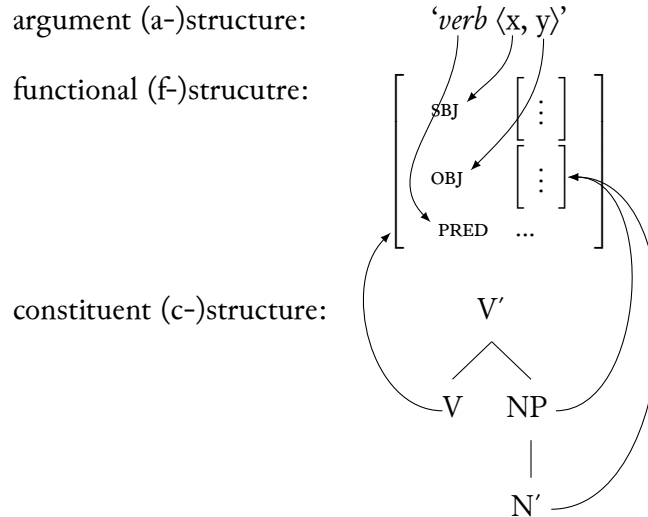 argument (a-)structure: ‘verb ⟨x, y⟩’
functional (f-)strucutre:
SBJ ⋮
OBJ ⋮
PRED ...
constituent (c-)structure: V′
V NP
N′